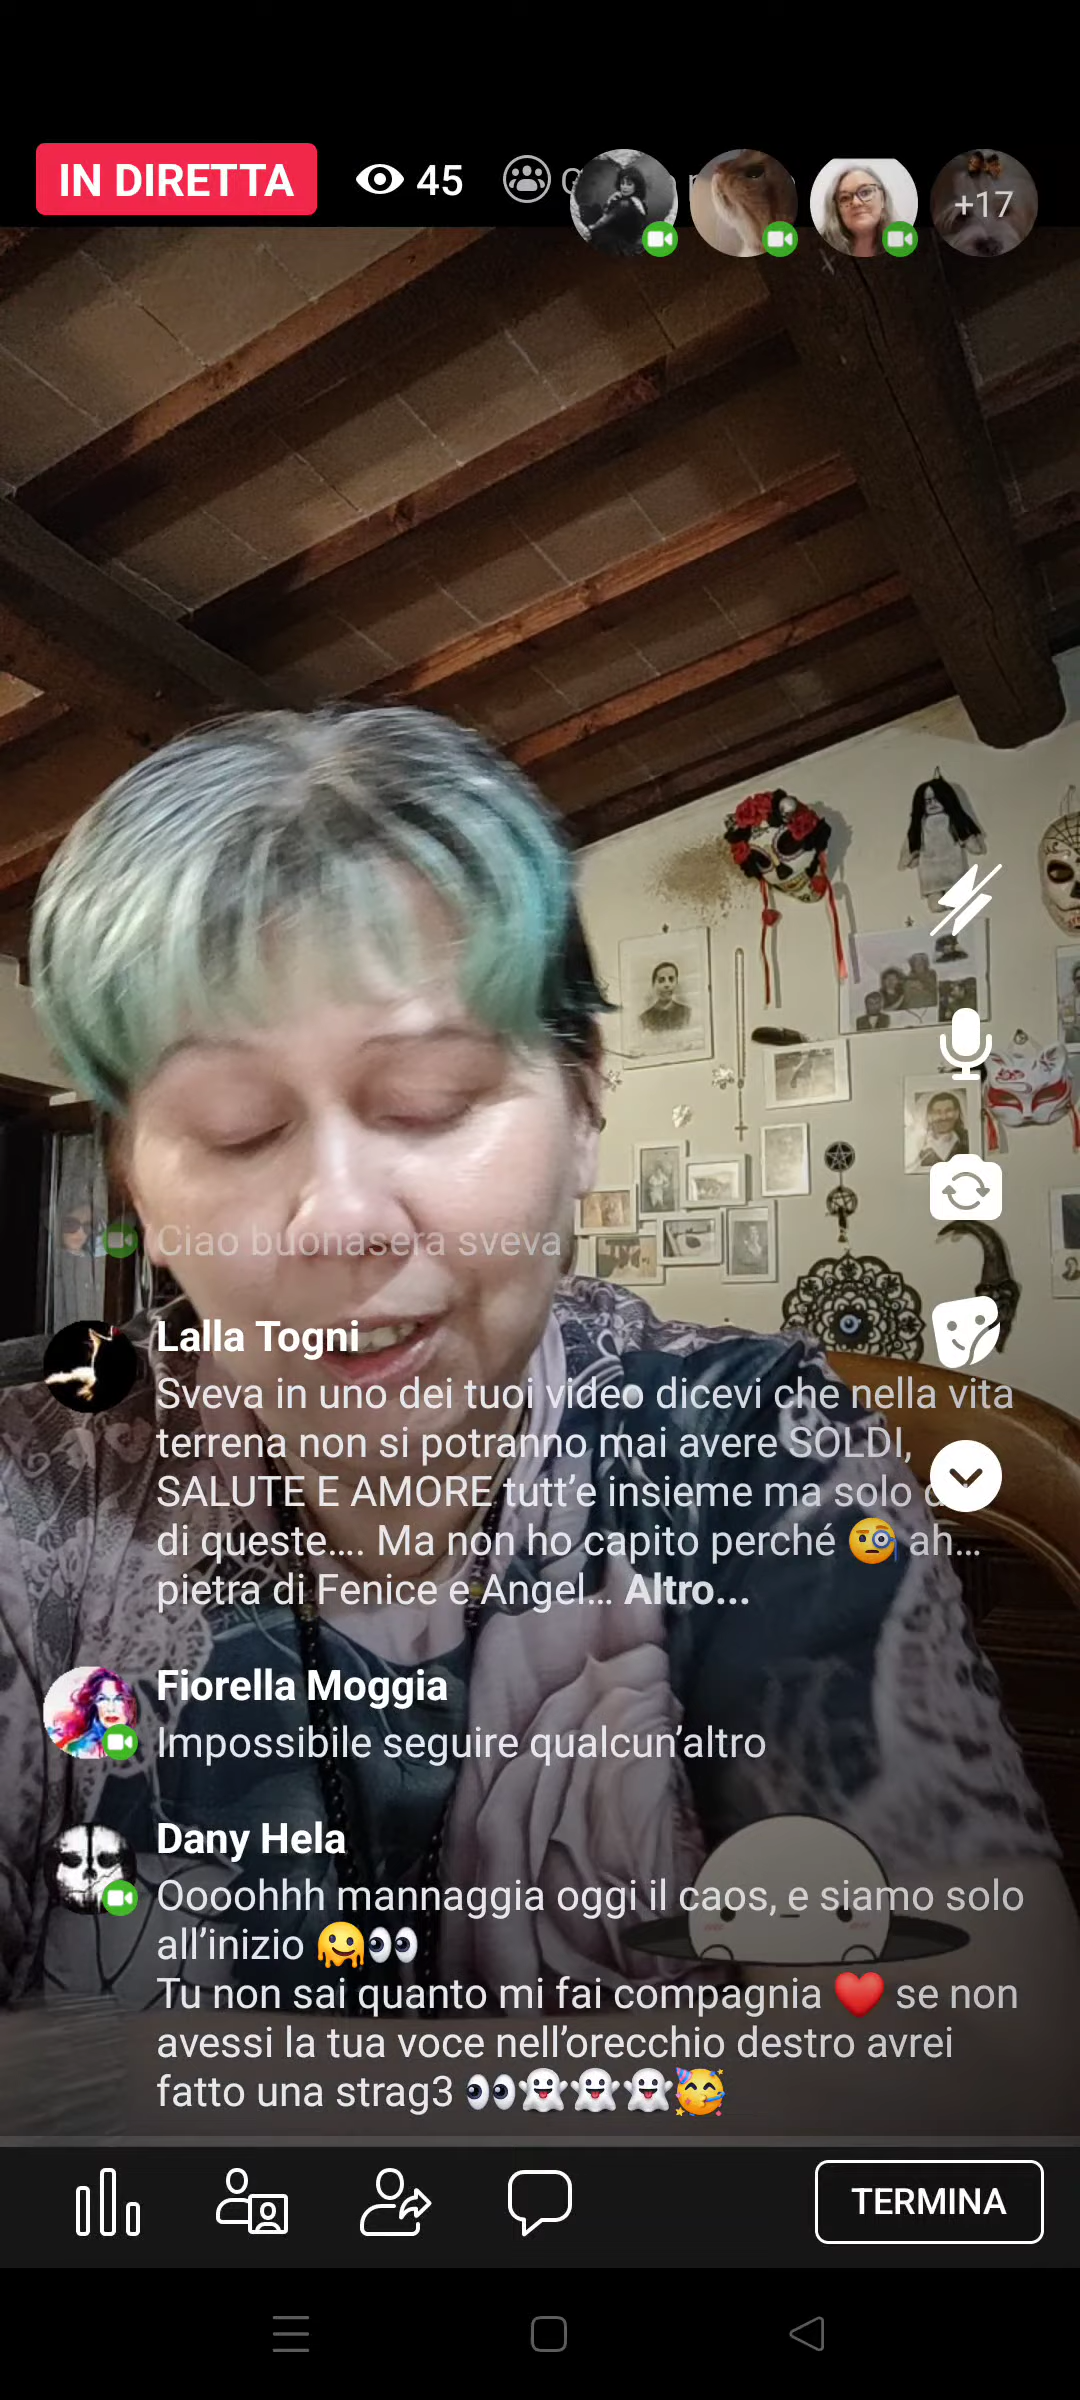 IN DIRETTA
45
+17
Ciao buonasera sveva
Lalla Togni
Sveva in uno dei tuoi video dicevi che nella vita
terrena non si potranno mai avere SOLDI,
SALUTE E AMORE tutt'e insieme ma solo
di queste.... Ma non ho capito perché 🧐 ah...
pietra di Fenice e Angel... Altro...
Fiorella Moggia
Impossibile seguire qualcun'altro
Dany Hela
Oooohhh mannaggia oggi il caos, e siamo solo
all'inizio 🫠👀
Tu non sai quanto mi fai compagnia ❤️ se non
avessi la tua voce nell'orecchio destro avrei
fatto una strag3 👀👻👻👻🥳
TERMINA